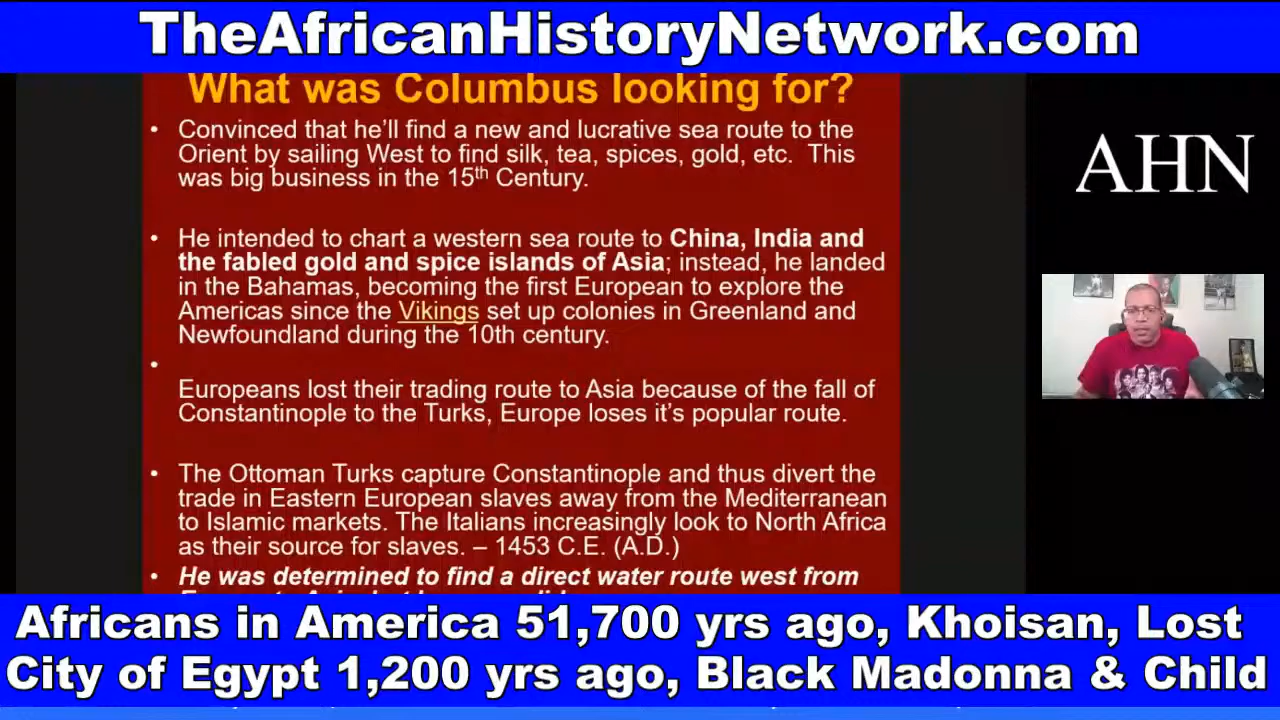 TheAfricanHistoryNetwork.com
What was Columbus looking for?
• Convinced that he'll find a new and lucrative sea route to the
Orient by sailing West to find silk, tea, spices, gold, etc. This
was big business in the 15th Century.
• He intended to chart a western sea route to China, India and
the fabled gold and spice islands of Asia; instead, he landed
in the Bahamas, becoming the first European to explore the
Americas since the Vikings set up colonies in Greenland and
Newfoundland during the 10th century.
•
Europeans lost their trading route to Asia because of the fall of
Constantinople to the Turks, Europe loses it's popular route.
• The Ottoman Turks capture Constantinople and thus divert the
trade in Eastern European slaves away from the Mediterranean
to Islamic markets. The Italians increasingly look to North Africa
as their source for slaves. – 1453 C.E. (A.D.)
• He was determined to find a direct water route west from
AHN
Africans in America 51,700 yrs ago, Khoisan, Lost
City of Egypt 1,200 yrs ago, Black Madonna & Child